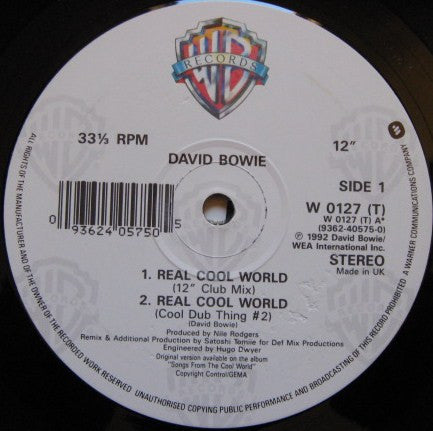 WB
RECORDS
33⅓ RPM
12"
DAVID BOWIE
SIDE 1
W 0127 (T)
W 0127 (T) A*
(9362-40575-0)
℗ 1992 David Bowie/
WEA International Inc.
STEREO
Made in UK
0 93624 05750 5
1. REAL COOL WORLD
(12" Club Mix)
2. REAL COOL WORLD
(Cool Dub Thing #2)
(David Bowie)
Produced by Nile Rodgers
Remix & Additional Production by Satoshi Tomiie for Def Mix Productions
Engineered by Hugo Dwyer
Original version available on the album
"Songs From The Cool World"
Copyright Control/GEMA
ALL RIGHTS OF THE MANUFACTURER AND OF THE OWNER OF THE RECORDED WORK RESERVED UNAUTHORISED COPYING PUBLIC PERFORMANCE AND BROADCASTING OF THIS RECORD PROHIBITED A WARNER COMMUNICATIONS COMPANY